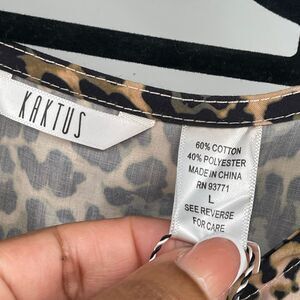 KAKTUS
60% COTTON
40% POLYESTER
MADE IN CHINA
RN 93771
L
SEE REVERSE
FOR CARE